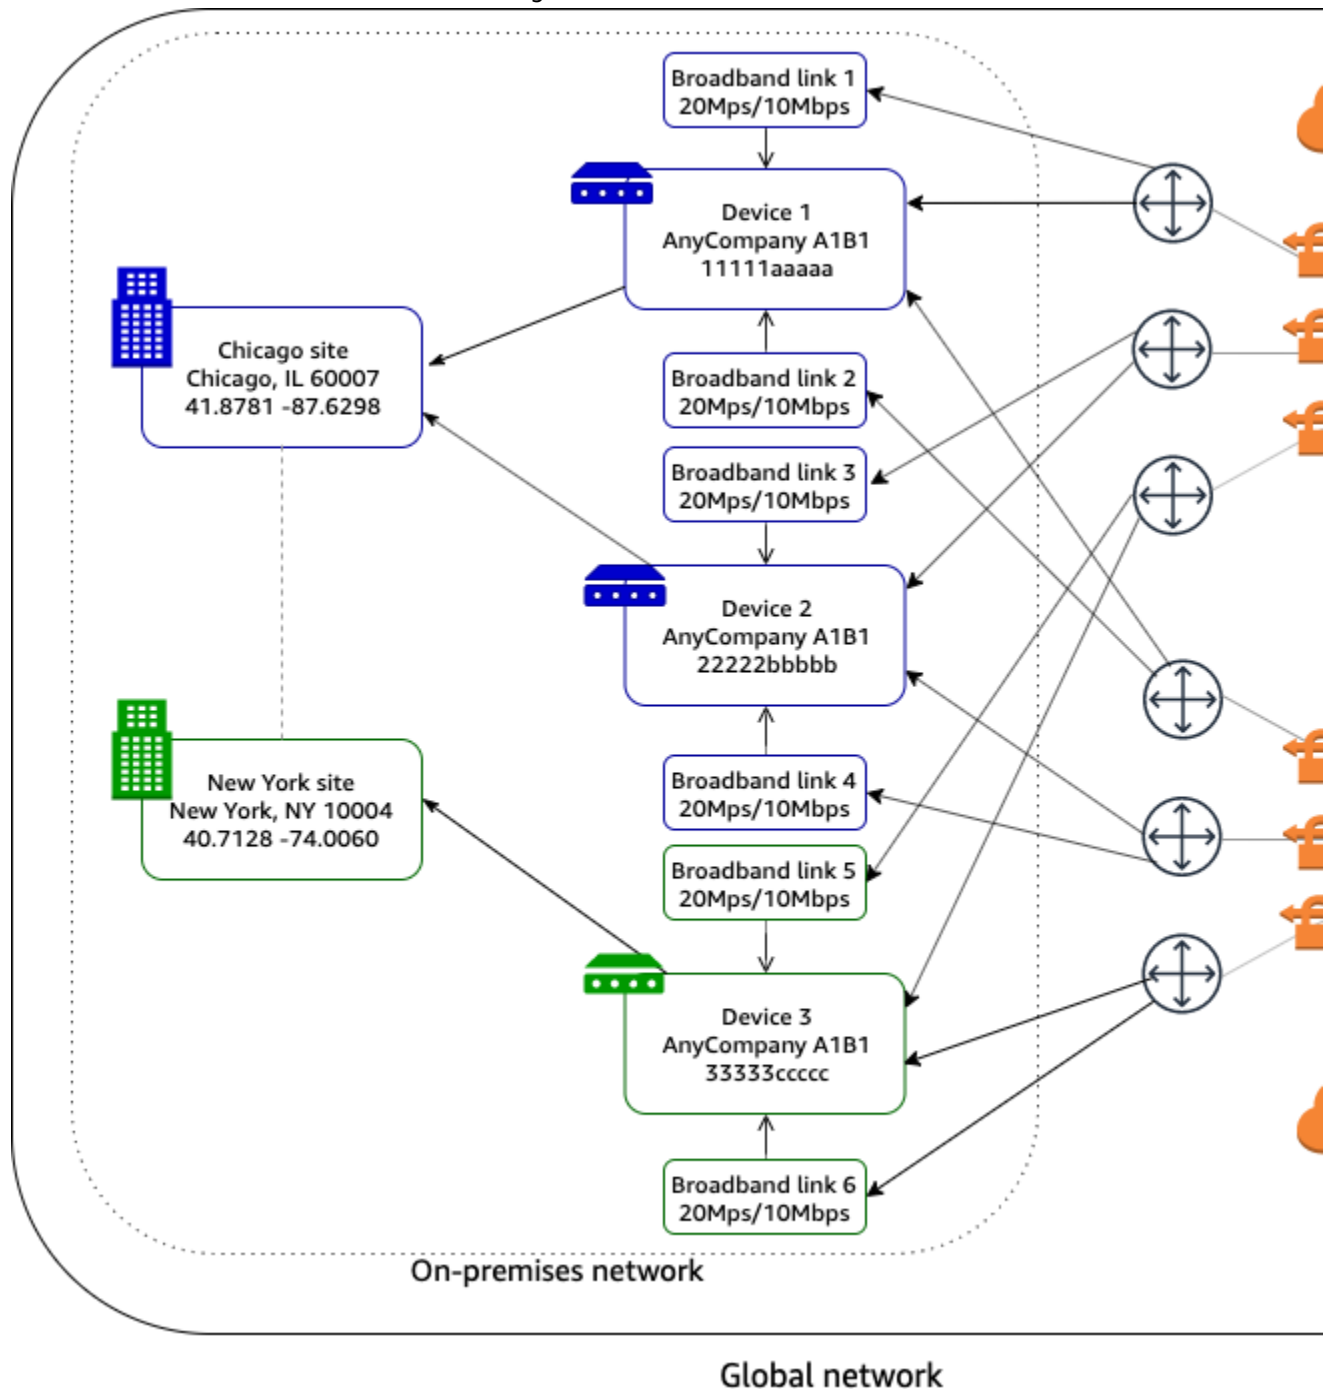 Broadband link 1
20Mps/10Mbps
Device 1
AnyCompany A1B1
11111aaaaa
Chicago site
Chicago, IL 60007
41.8781 -87.6298
Broadband link 2
20Mps/10Mbps
Broadband link 3
20Mps/10Mbps
Device 2
AnyCompany A1B1
22222bbbbb
New York site
New York, NY 10004
40.7128 -74.0060
Broadband link 4
20Mps/10Mbps
Broadband link 5
20Mps/10Mbps
Device 3
AnyCompany A1B1
33333ccccc
Broadband link 6
20Mps/10Mbps
On-premises network
Global network